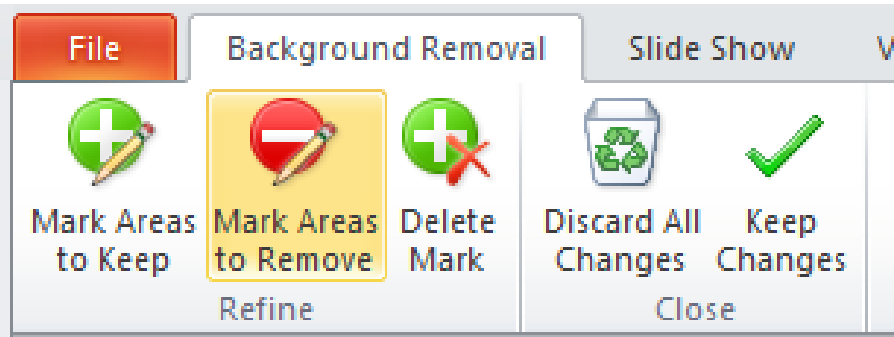 File
Background Removal
Slide Show
V
Mark Areas
to Keep
Mark Areas
to Remove
Delete
Mark
Discard All
Changes
Keep
Changes
Refine
Close